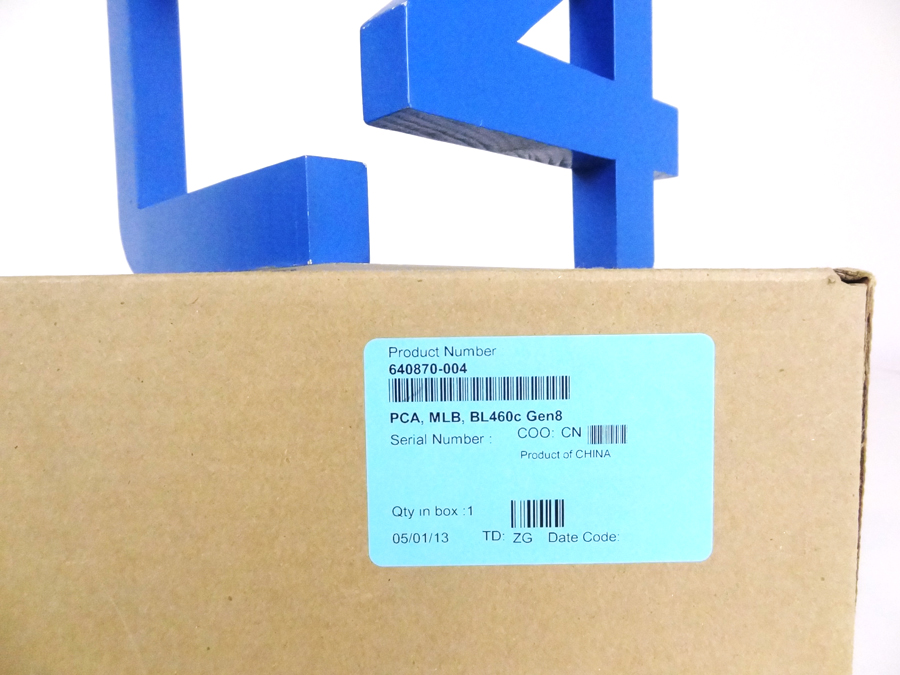 4
Product Number
640870-004
PCA, MLB, BL460c Gen8
Serial Number : COO: CN
Product of CHINA
Qty in box :1
05/01/13 TD: ZG Date Code: